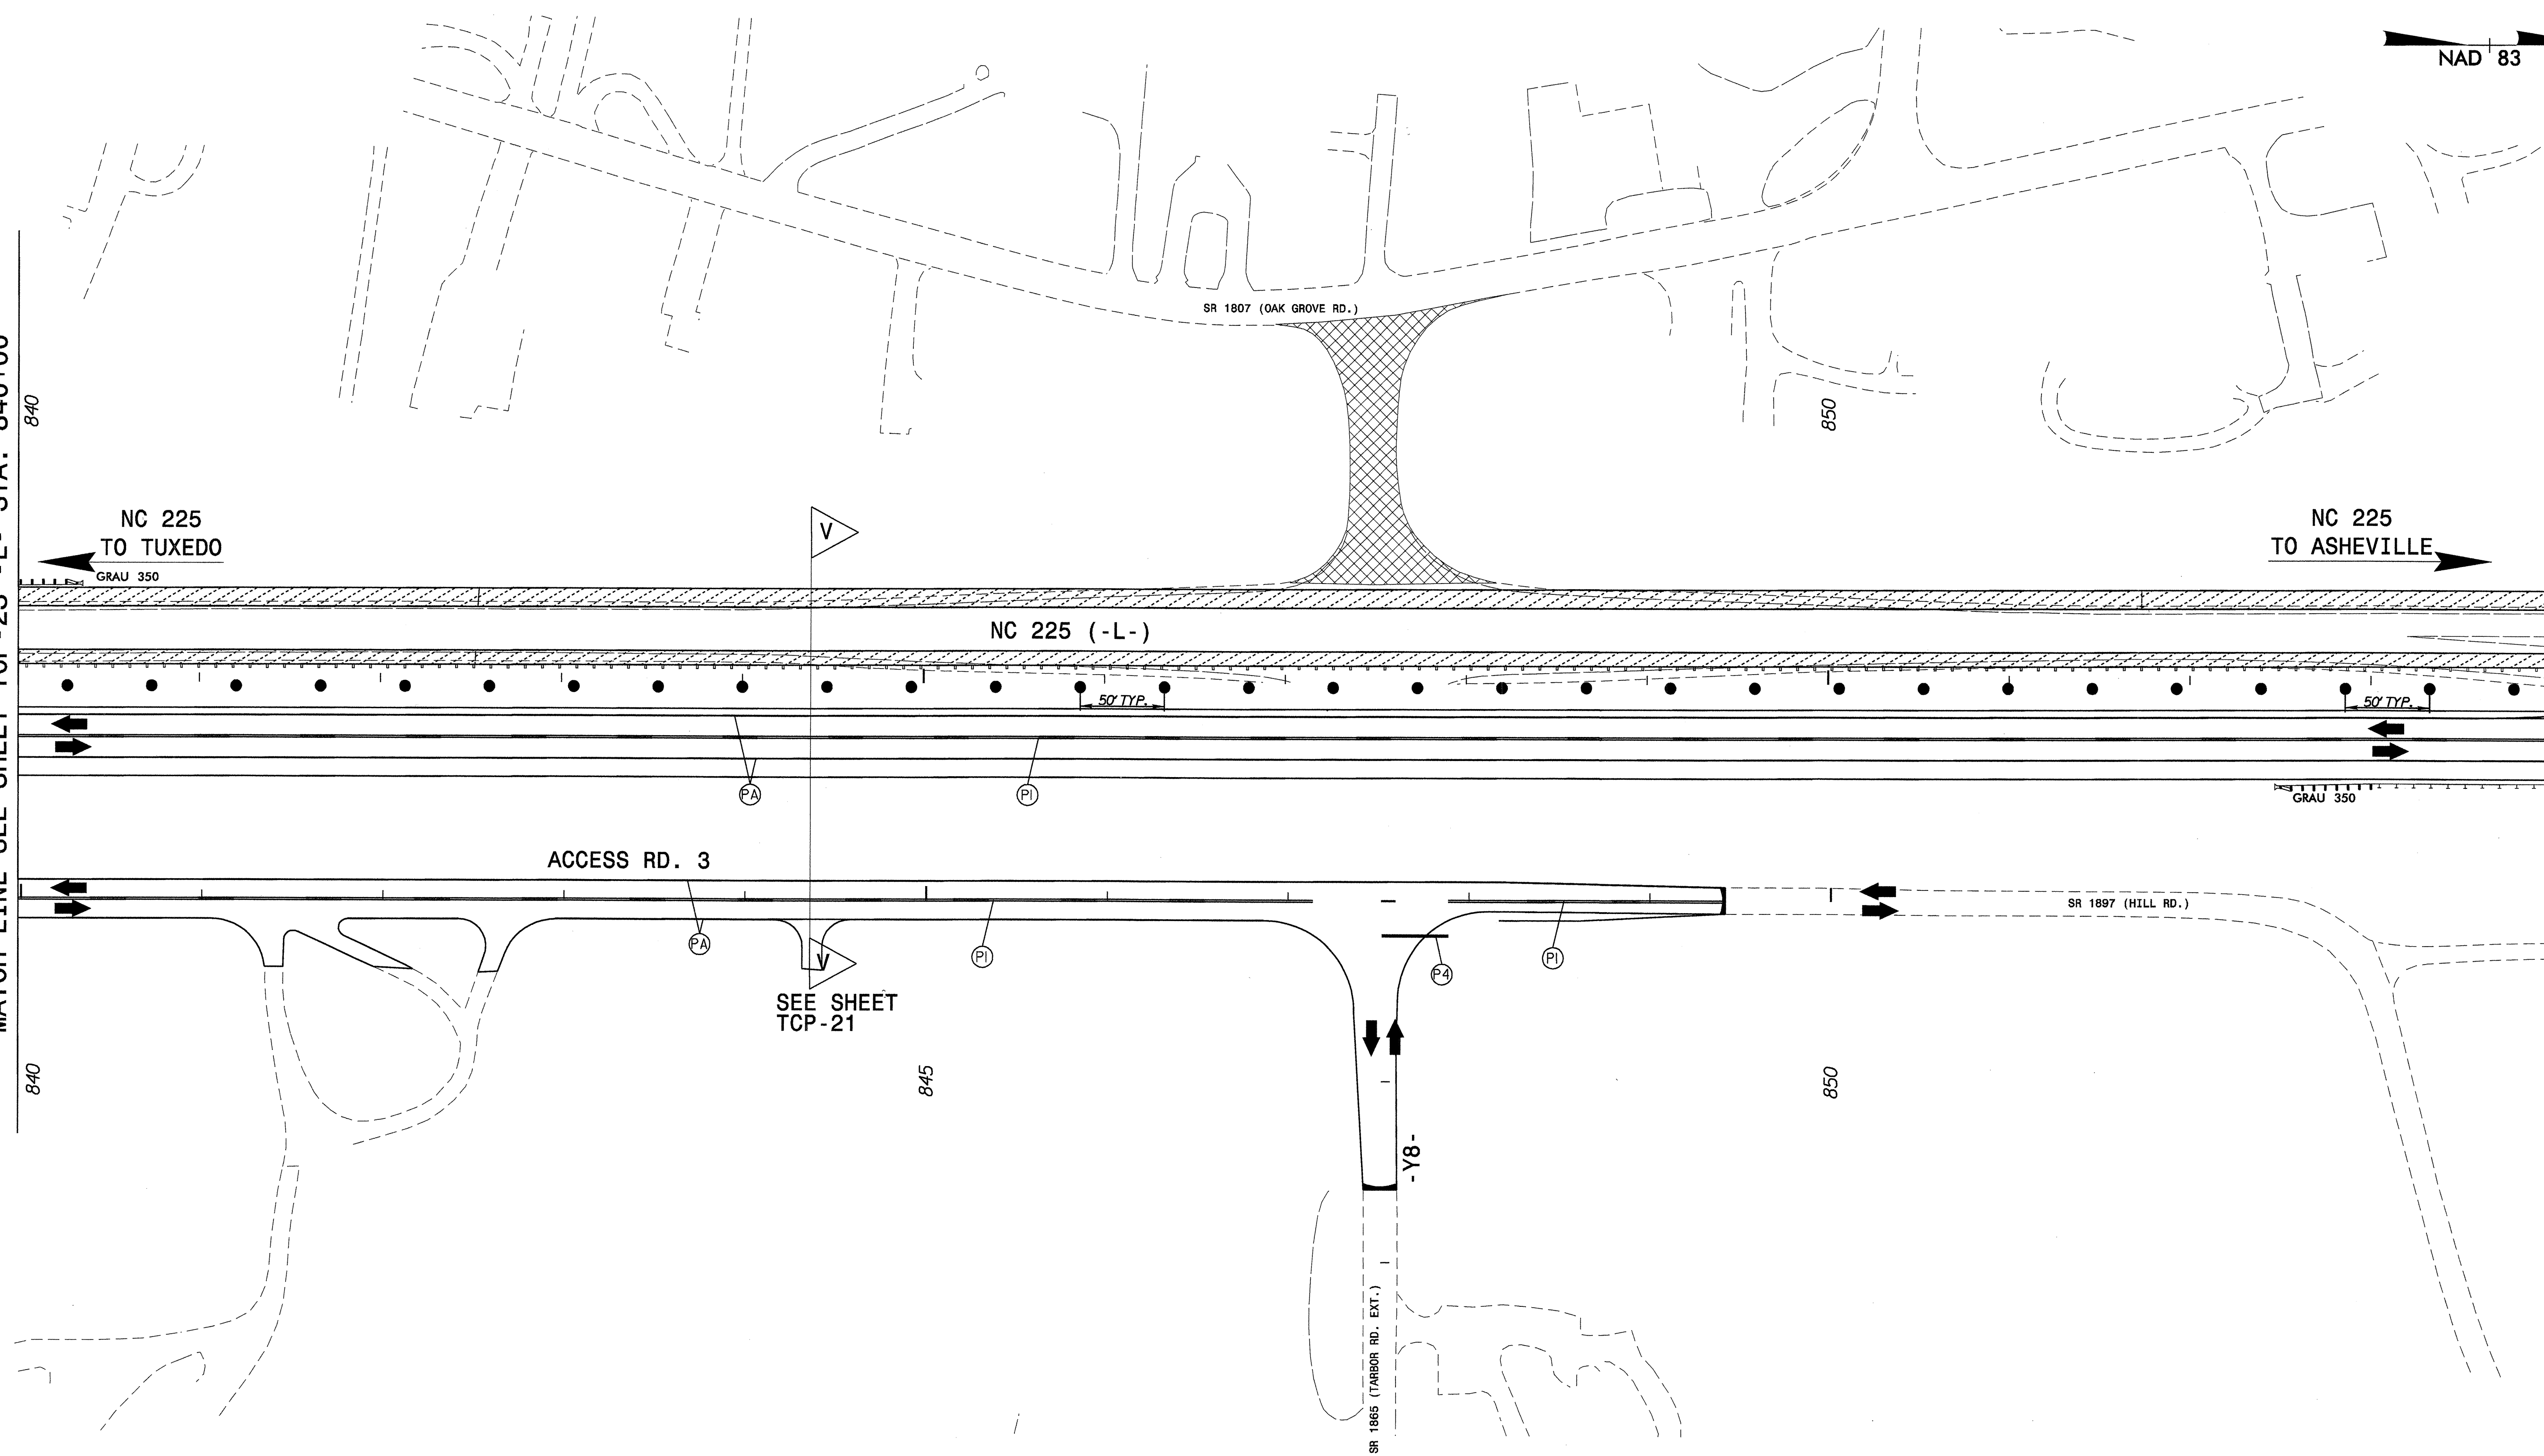 NAD 83
SR 1807 (OAK GROVE RD.)
840
850
NC 225
TO TUXEDO
GRAU 350
V
NC 225
TO ASHEVILLE
NC 225 (-L-)
50' TYP.
50' TYP.
PA
PI
GRAU 350
ACCESS RD. 3
SR 1897 (HILL RD.)
PA
PI
P4
PI
V
SEE SHEET
TCP-21
840
845
850
-Y8-
SR 1865 (TARBOR RD. EXT.)